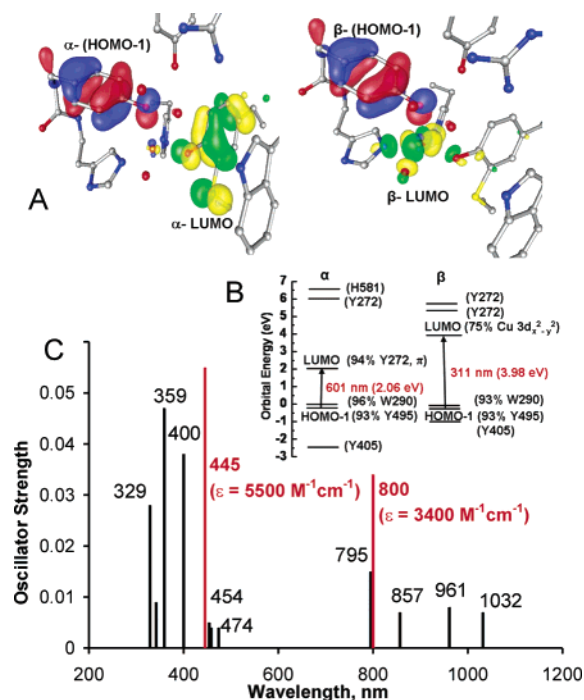 α- (HOMO-1)
β- (HOMO-1)
A
α- LUMO
β- LUMO
B
α
β
7
6
5
4
3
2
1
0
-1
-2
-3
Orbital Energy (eV)
(H581)
(Y272)
LUMO (94% Y272, π)
601 nm (2.06 eV)
(96% W290)
HOMO-1 (93% Y495)
(Y405)
(Y272)
(Y272)
LUMO (75% Cu 3dx²-y²)
311 nm (3.98 eV)
(93% W290)
HOMO-1 (93% Y495)
(Y405)
C
Oscillator Strength
0.05
0.04
0.03
0.02
0.01
0
329
359
400
445
(ε = 5500 M⁻¹cm⁻¹)
454
474
795
800
(ε = 3400 M⁻¹cm⁻¹)
857
961
1032
200 400 600 800 1000 1200
Wavelength, nm